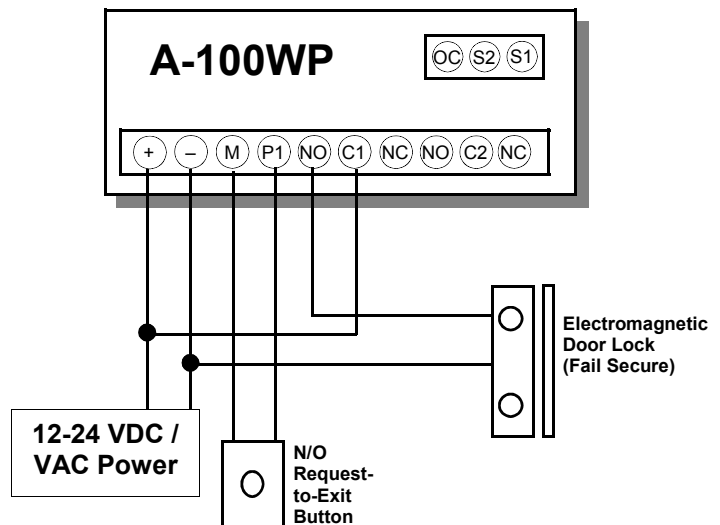 A-100WP
OC S2 S1
+ – M P1 NO C1 NC NO C2 NC
Electromagnetic
Door Lock
(Fail Secure)
12-24 VDC /
VAC Power
N/O
Request-
to-Exit
Button